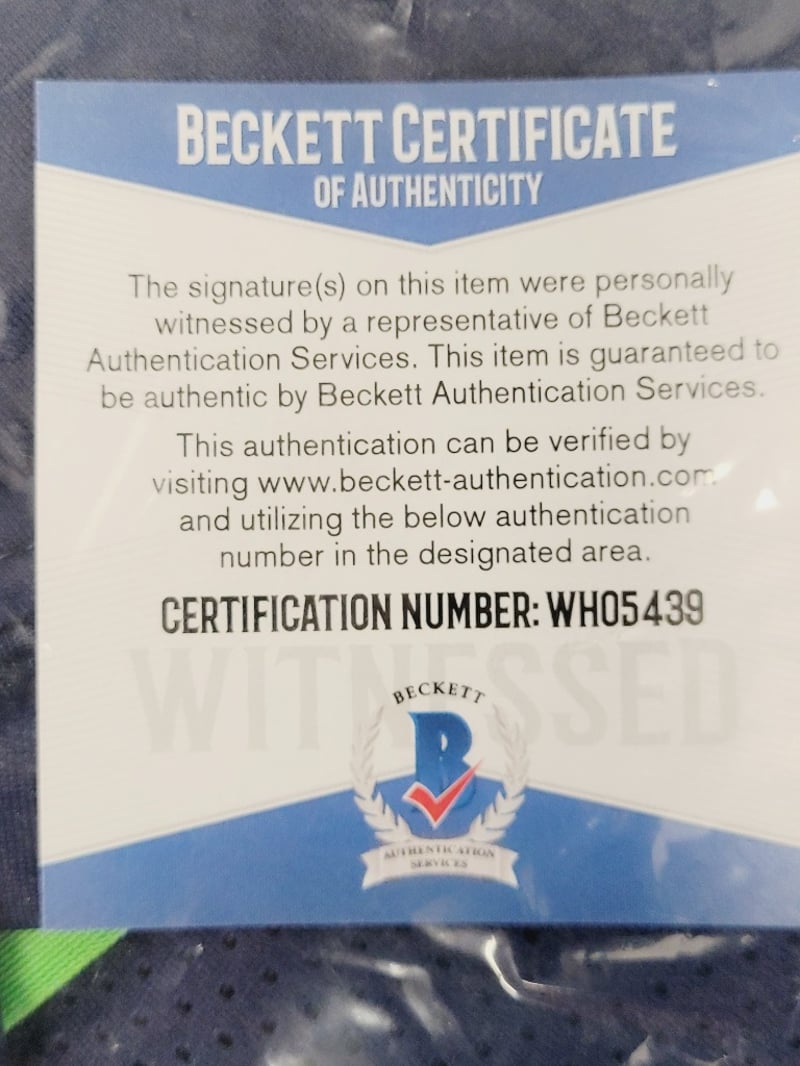 BECKETT CERTIFICATE
OF AUTHENTICITY
The signature(s) on this item were personally
witnessed by a representative of Beckett
Authentication Services. This item is guaranteed to
be authentic by Beckett Authentication Services.
This authentication can be verified by
visiting www.beckett-authentication.com
and utilizing the below authentication
number in the designated area.
CERTIFICATION NUMBER: WH05439
WITNESSED
BECKETT
B
AUTHENTICATION
SERVICES